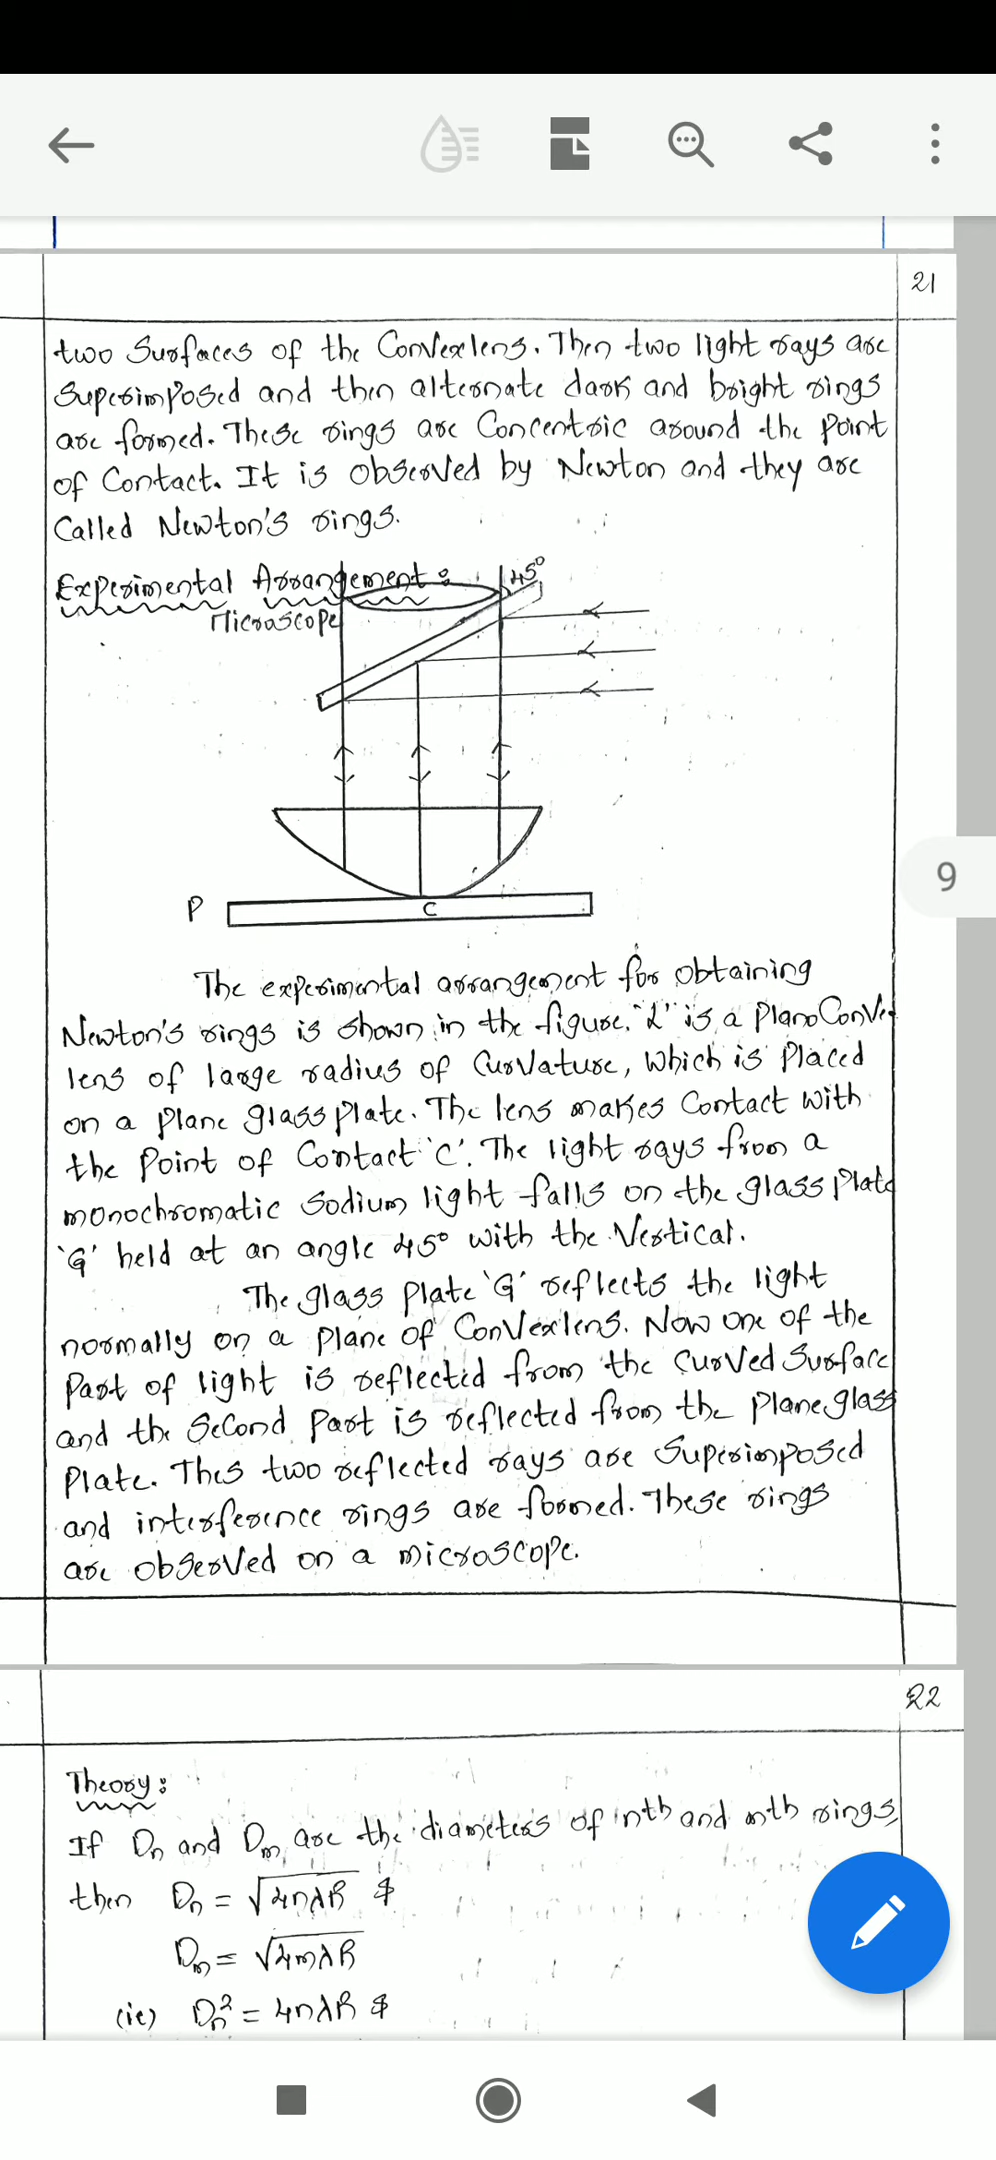 21
two Surfaces of the Convexlens. Then two light rays are
Superimposed and then alternate dark and bright rings
are formed. These rings are Concentric around the Point
of Contact. It is Observed by Newton and they are
Called Newton's rings.
Experimental Arrangement:
45°
Microscope
9
P
C
The experimental arrangement for obtaining
Newton's rings is shown in the figure. "L" is a PlanoConve
lens of large radius of Curvature, Which is Placed
on a Plane glass plate. The lens makes Contact with
the Point of Contact 'C'. The light rays from a
monochromatic Sodium light falls on the glass Plate
'G' held at an angle 45° with the Vertical.
The glass Plate 'G' reflects the light
normally on a Plane of Convexlens. Now one of the
Part of light is reflected from the Curved Surface
and the Second Part is reflected from the Plane glass
Plate. This two reflected rays are Superimposed
and interference rings are formed. These rings
are observed on a microscope.
22
Theory:
If Dn and Dm are the diameters of nth and mth rings,
then Dn = √4nλR &
Dm = √4mλR
(ie) Dn² = 4nλR &